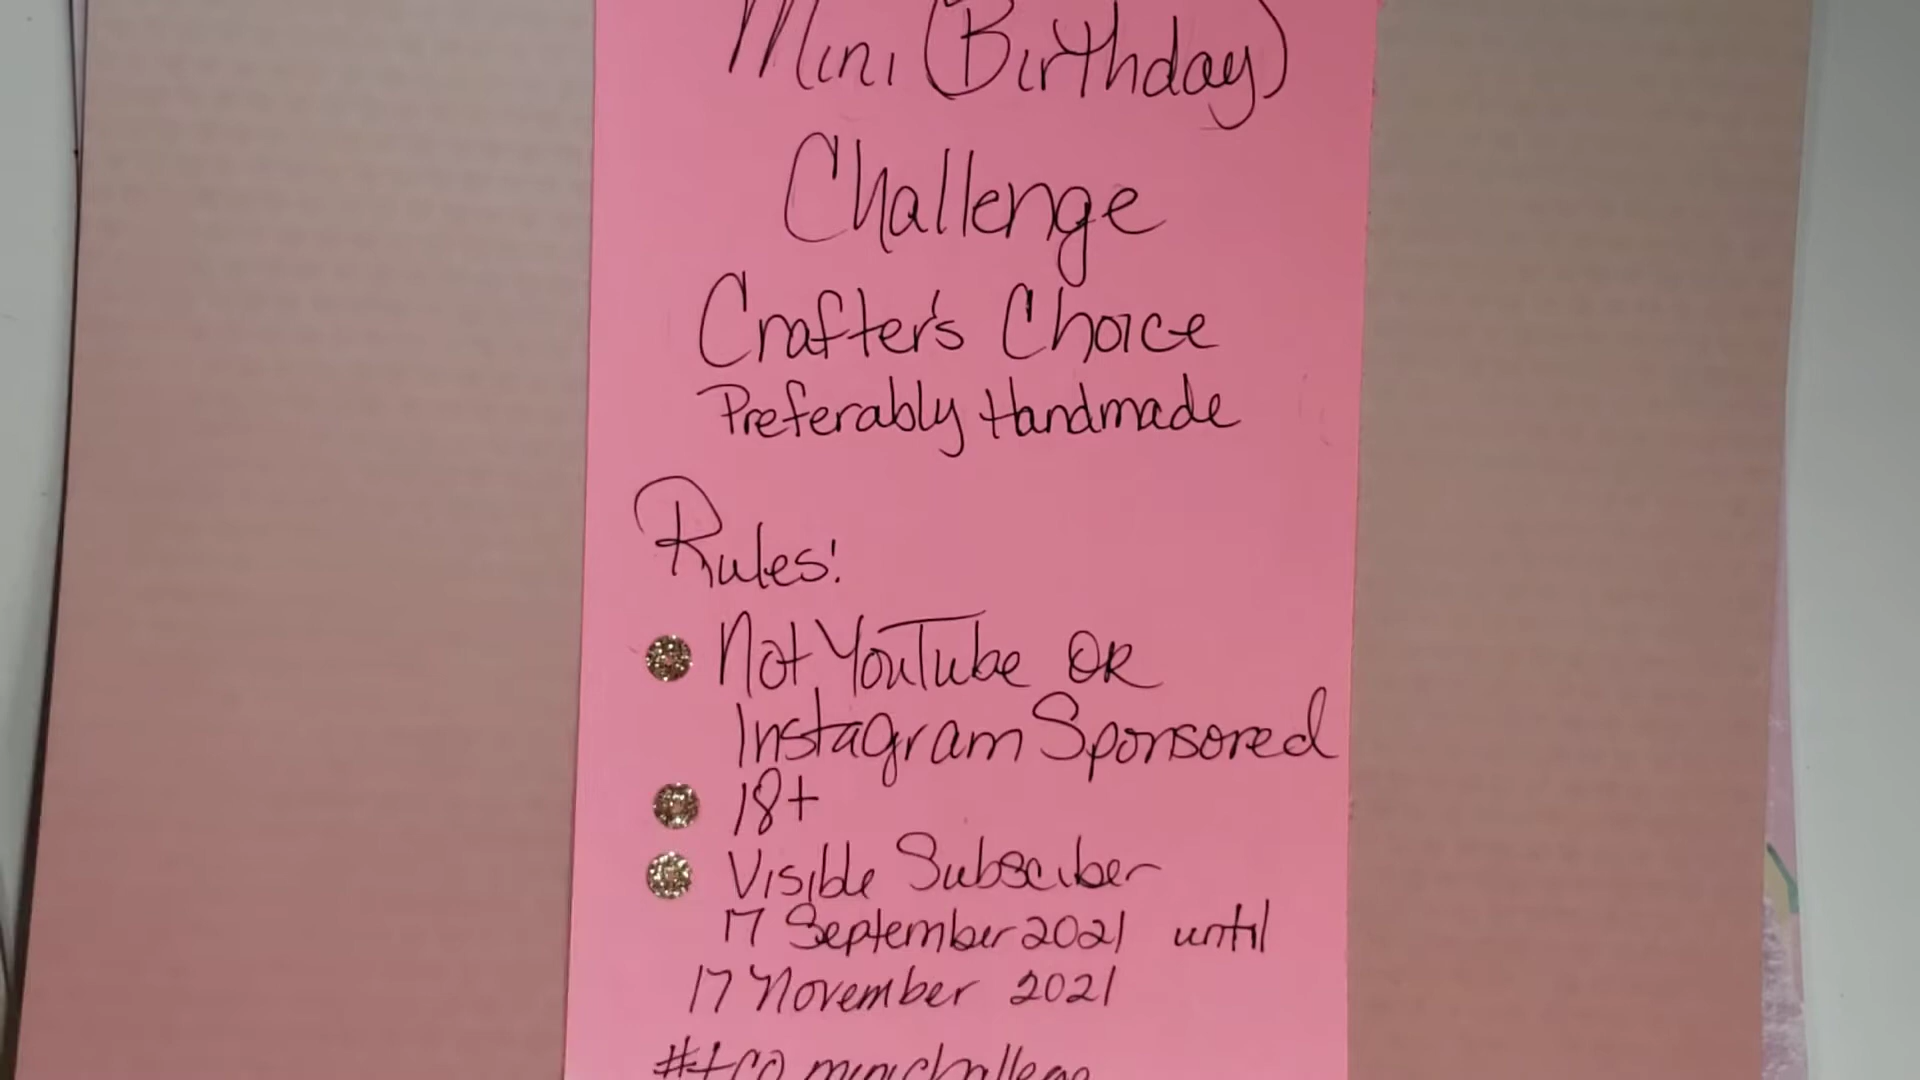 Mini (Birthday)
Challenge
Crafter's Choice
Preferably Handmade
Rules!
Not YouTube OR
Instagram Sponsored
18+
Visible Subsciber
17 September 2021 until
17 November 2021